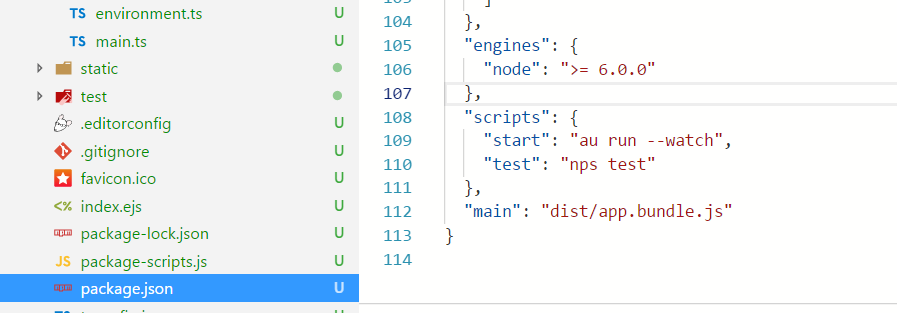 TS environment.ts U
TS main.ts U
static
test
.editorconfig U
.gitignore U
favicon.ico U
<%> index.ejs U
npm package-lock.json U
JS package-scripts.js U
npm package.json U
104 },
105 "engines": {
106 "node": ">= 6.0.0"
107 },
108 "scripts": {
109 "start": "au run --watch",
110 "test": "nps test"
111 },
112 "main": "dist/app.bundle.js"
113 }
114